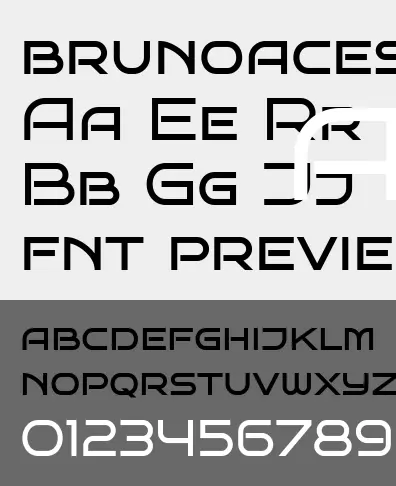 BRUNOACES
Aa Ee Rr
Bb Gg Jj
FNT PREVIE
ABCDEFGHIJKLM
NOPQRSTUVWXYZ
0123456789